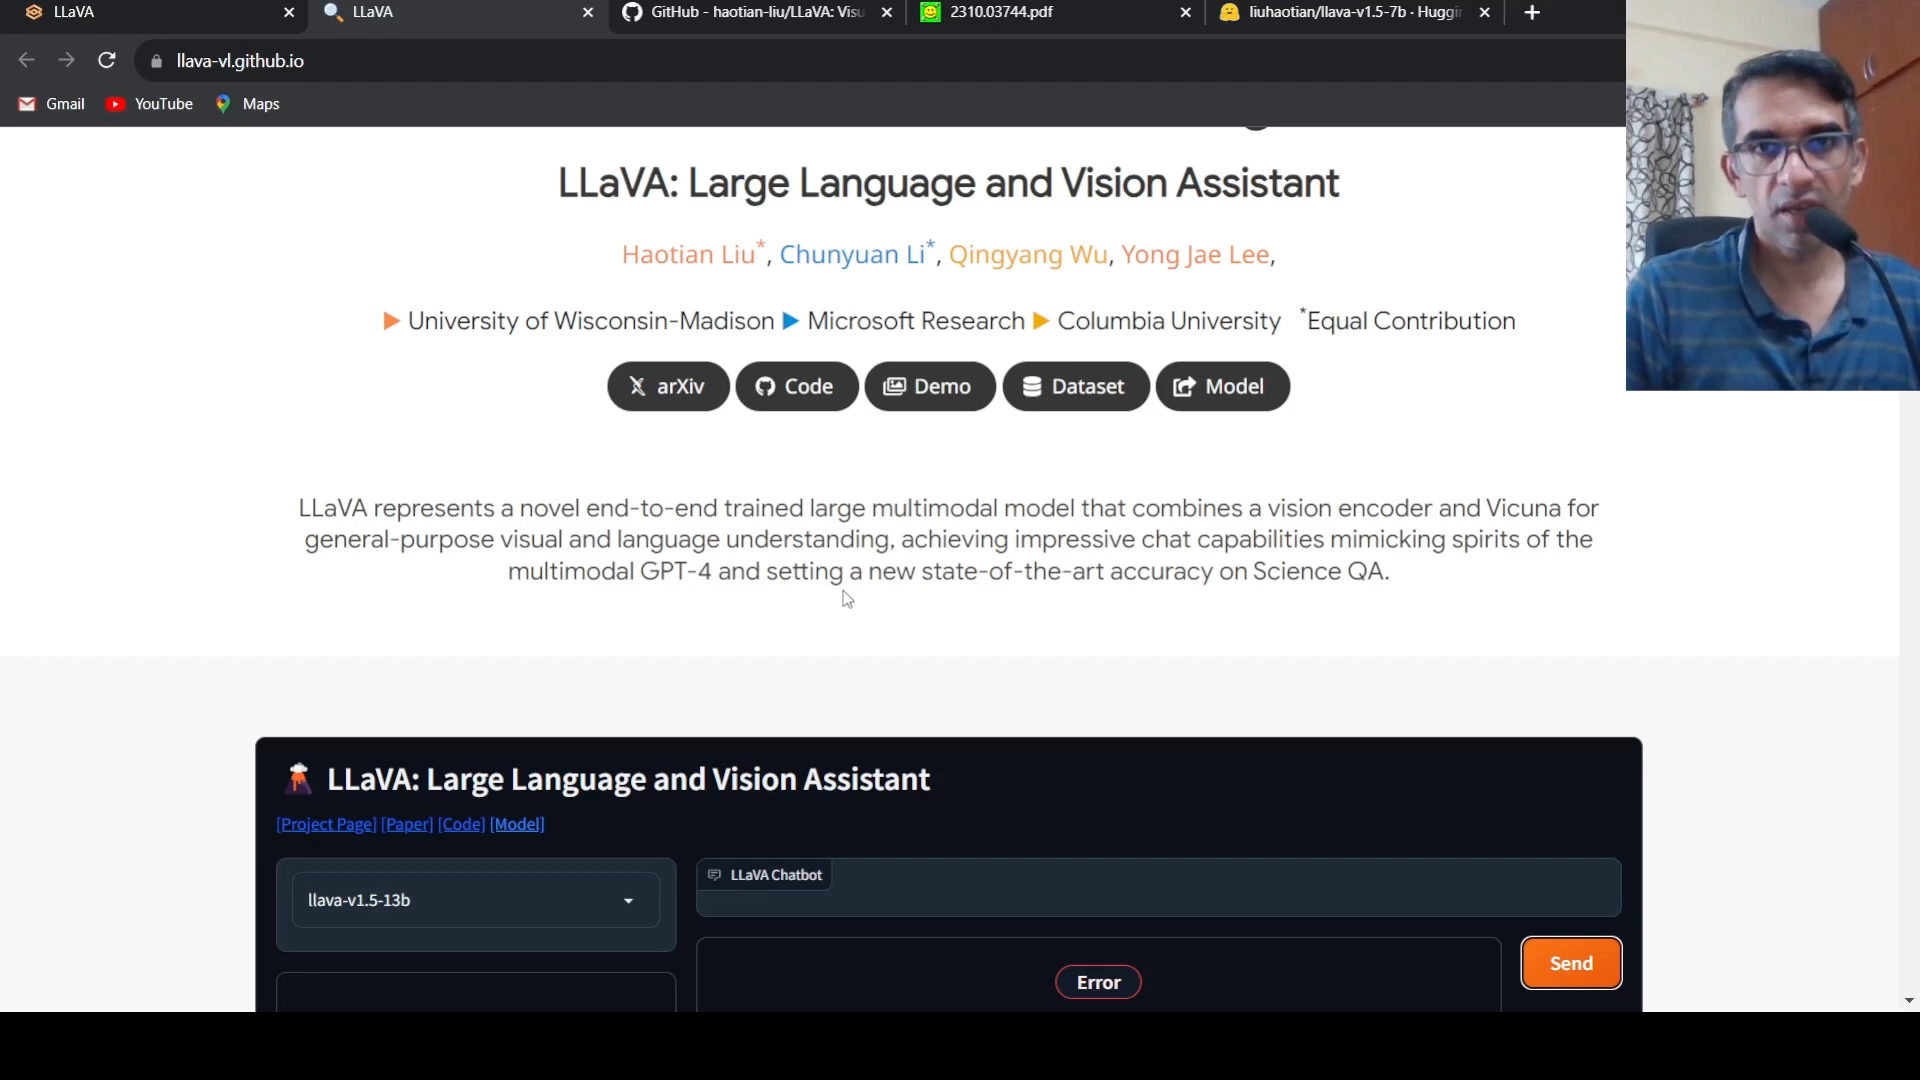 LLaVA
LLaVA
GitHub - haotian-liu/LLaVA: Visu
2310.03744.pdf
liuhaotian/llava-v1.5-7b · Huggin
llava-vl.github.io
Gmail
YouTube
Maps
LLaVA: Large Language and Vision Assistant
Haotian Liu*, Chunyuan Li*, Qingyang Wu, Yong Jae Lee,
▶ University of Wisconsin-Madison ▶ Microsoft Research ▶ Columbia University *Equal Contribution
arXiv
Code
Demo
Dataset
Model
LLaVA represents a novel end-to-end trained large multimodal model that combines a vision encoder and Vicuna for
general-purpose visual and language understanding, achieving impressive chat capabilities mimicking spirits of the
multimodal GPT-4 and setting a new state-of-the-art accuracy on Science QA.
🌋 LLaVA: Large Language and Vision Assistant
[Project Page] [Paper] [Code] [Model]
llava-v1.5-13b
LLaVA Chatbot
Error
Send